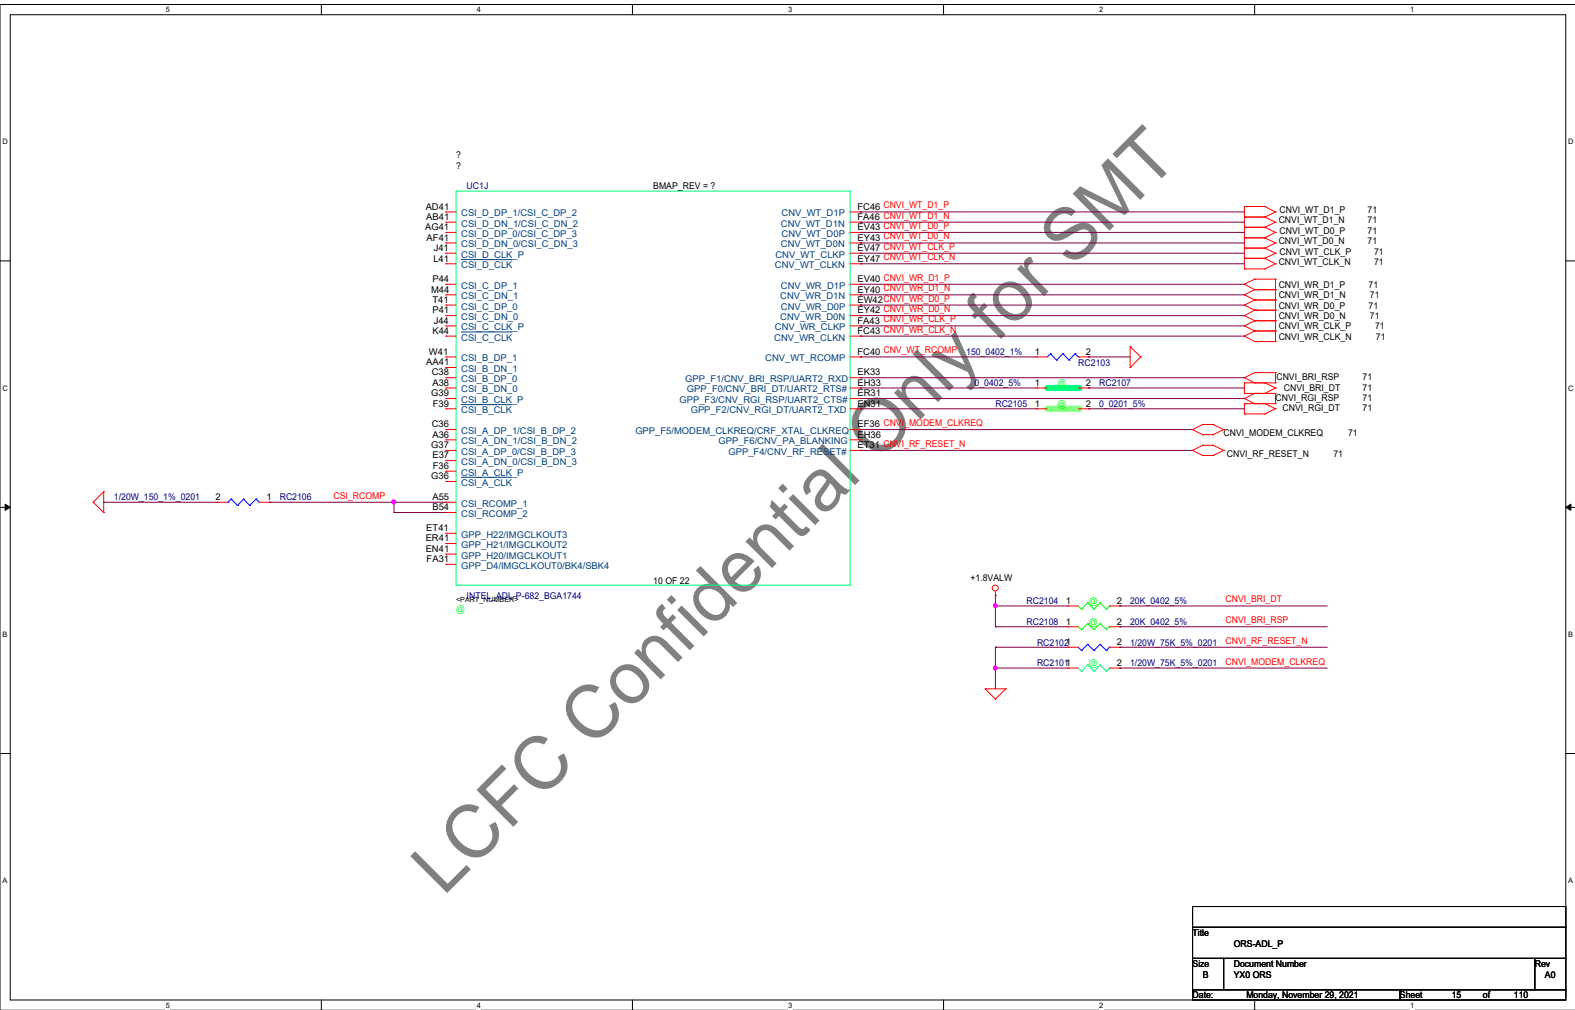 5 4 3 2 1
D D
C C
B B
A A
?
?
UC1J BMAP_REV = ?
AD41 CSI_D_DP_1/CSI_C_DP_2
AB41 CSI_D_DN_1/CSI_C_DN_2
AG41 CSI_D_DP_0/CSI_C_DP_3
AF41 CSI_D_DN_0/CSI_C_DN_3
J41 CSI_D_CLK_P
L41 CSI_D_CLK
P44 CSI_C_DP_1
M44 CSI_C_DN_1
T41 CSI_C_DP_0
P41 CSI_C_DN_0
J44 CSI_C_CLK_P
K44 CSI_C_CLK
W41 CSI_B_DP_1
AA41 CSI_B_DN_1
C38 CSI_B_DP_0
A38 CSI_B_DN_0
G39 CSI_B_CLK_P
F39 CSI_B_CLK
C36 CSI_A_DP_1/CSI_B_DP_2
A36 CSI_A_DN_1/CSI_B_DN_2
G37 CSI_A_DP_0/CSI_B_DP_3
E37 CSI_A_DN_0/CSI_B_DN_3
F36 CSI_A_CLK_P
G36 CSI_A_CLK
1/20W_150_1%_0201 2 1 RC2106 CSI_RCOMP A55 CSI_RCOMP_1
B54 CSI_RCOMP_2
ET41 GPP_H22/IMGCLKOUT3
ER41 GPP_H21/IMGCLKOUT2
EN41 GPP_H20/IMGCLKOUT1
FA31 GPP_D4/IMGCLKOUT0/BK4/SBK4
CNV_WT_D1P FC46 CNVI_WT_D1_P CNVI_WT_D1_P 71
CNV_WT_D1N FA46 CNVI_WT_D1_N CNVI_WT_D1_N 71
CNV_WT_D0P EV43 CNVI_WT_D0_P CNVI_WT_D0_P 71
CNV_WT_D0N EY43 CNVI_WT_D0_N CNVI_WT_D0_N 71
CNV_WT_CLKP EV47 CNVI_WT_CLK_P CNVI_WT_CLK_P 71
CNV_WT_CLKN EY47 CNVI_WT_CLK_N CNVI_WT_CLK_N 71
CNV_WR_D1P EV40 CNVI_WR_D1_P CNVI_WR_D1_P 71
CNV_WR_D1N EY40 CNVI_WR_D1_N CNVI_WR_D1_N 71
CNV_WR_D0P EW42 CNVI_WR_D0_P CNVI_WR_D0_P 71
CNV_WR_D0N EY42 CNVI_WR_D0_N CNVI_WR_D0_N 71
CNV_WR_CLKP FA43 CNVI_WR_CLK_P CNVI_WR_CLK_P 71
CNV_WR_CLKN FC43 CNVI_WR_CLK_N CNVI_WR_CLK_N 71
CNV_WT_RCOMP FC40 CNV_WT_RCOMP 150_0402_1% 1 2 RC2103
GPP_F1/CNV_BRI_RSP/UART2_RXD EK33 CNVI_BRI_RSP 71
GPP_F0/CNV_BRI_DT/UART2_RTS# EH33 0_0402_5% 1 @ 2 RC2107 CNVI_BRI_DT 71
GPP_F3/CNV_RGI_RSP/UART2_CTS# ER31 CNVI_RGI_RSP 71
GPP_F2/CNV_RGI_DT/UART2_TXD EN31 RC2105 1 @ 2 0_0201_5% CNVI_RGI_DT 71
GPP_F5/MODEM_CLKREQ/CRF_XTAL_CLKREQ EF36 CNVI_MODEM_CLKREQ CNVI_MODEM_CLKREQ 71
GPP_F6/CNV_PA_BLANKING EH36
GPP_F4/CNV_RF_RESET# ET31 CNVI_RF_RESET_N CNVI_RF_RESET_N 71
10 OF 22
INTEL_ADL-P-682_BGA1744
<PART_NUMBER>
@
+1.8VALW
RC2104 1 @ 2 20K_0402_5% CNVI_BRI_DT
RC2108 1 @ 2 20K_0402_5% CNVI_BRI_RSP
RC2102 1 2 1/20W_75K_5%_0201 CNVI_RF_RESET_N
RC2101 1 @ 2 1/20W_75K_5%_0201 CNVI_MODEM_CLKREQ
LCFC Confidential Only for SMT
Title
ORS-ADL_P
Size Document Number Rev
B YX0 ORS A0
Date: Monday, November 29, 2021 Sheet 15 of 110
5 4 3 2 1